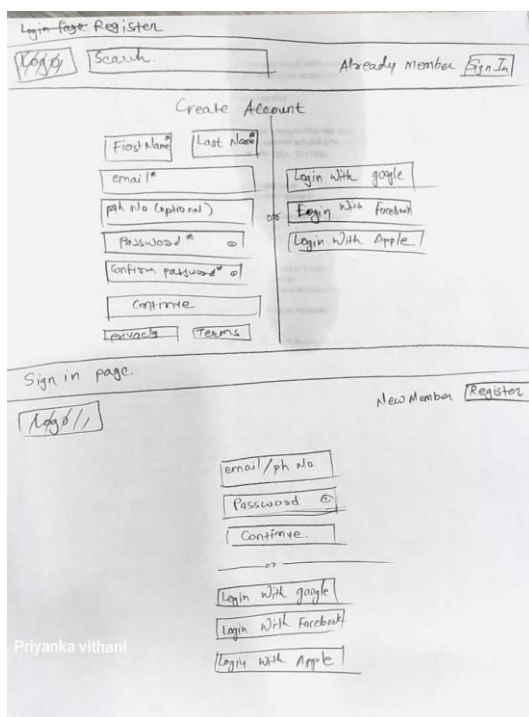 Login Page Register
Logo Search. Already member Sign In
Create Account
First Name* Last Name*
email*
ph No (optional)
Password*
Confirm password*
Continue
privacy Terms
or
Login with google
Login With Facebook
Login With Apple
Sign in page.
New Member Register
Logo
email/ph No.
Password
Continue.
or
Login With google
Login With Facebook
Login With Apple
Priyanka vithani